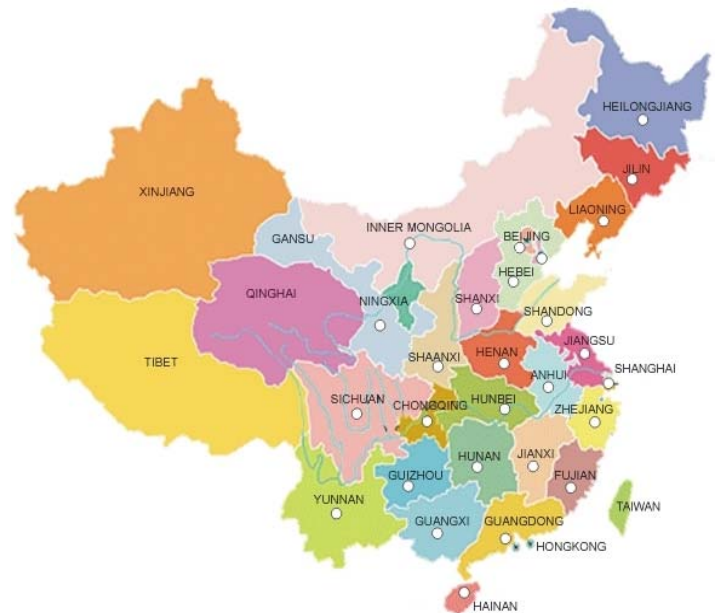 HEILONGJIANG
JILIN
XINJIANG
LIAONING
INNER MONGOLIA
GANSU
BEIJING
HEBEI
QINGHAI
NINGXIA
SHANXI
SHANDONG
JIANGSU
TIBET
SHAANXI
HENAN
SHANGHAI
ANHUI
SICHUAN
CHONGQING
HUNBEI
ZHEJIANG
HUNAN
JIANXI
GUIZHOU
FUJIAN
YUNNAN
TAIWAN
GUANGXI
GUANGDONG
HONGKONG
HAINAN